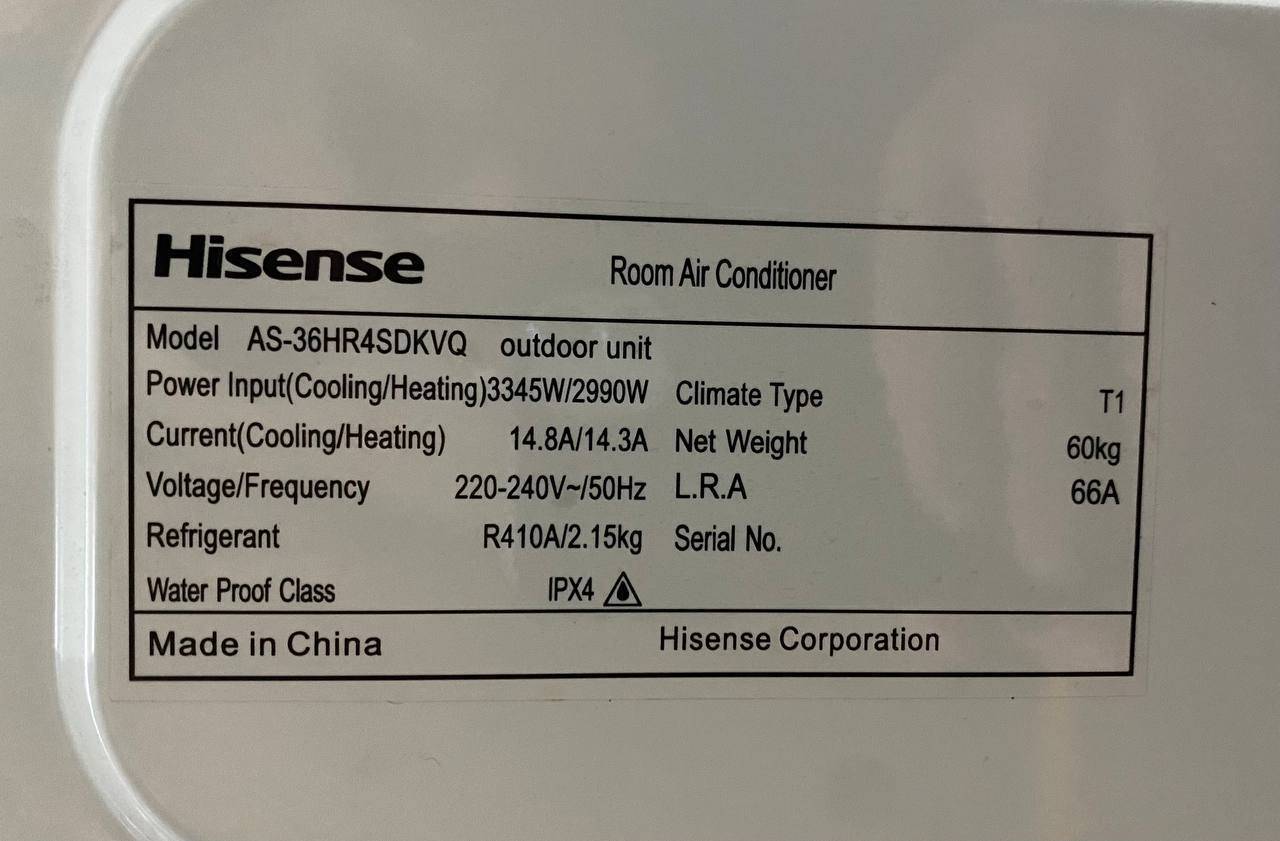 Hisense Room Air Conditioner
Model AS-36HR4SDKVQ outdoor unit
Power Input(Cooling/Heating)3345W/2990W Climate Type T1
Current(Cooling/Heating) 14.8A/14.3A Net Weight 60kg
Voltage/Frequency 220-240V~/50Hz L.R.A 66A
Refrigerant R410A/2.15kg Serial No.
Water Proof Class IPX4
Made in China Hisense Corporation